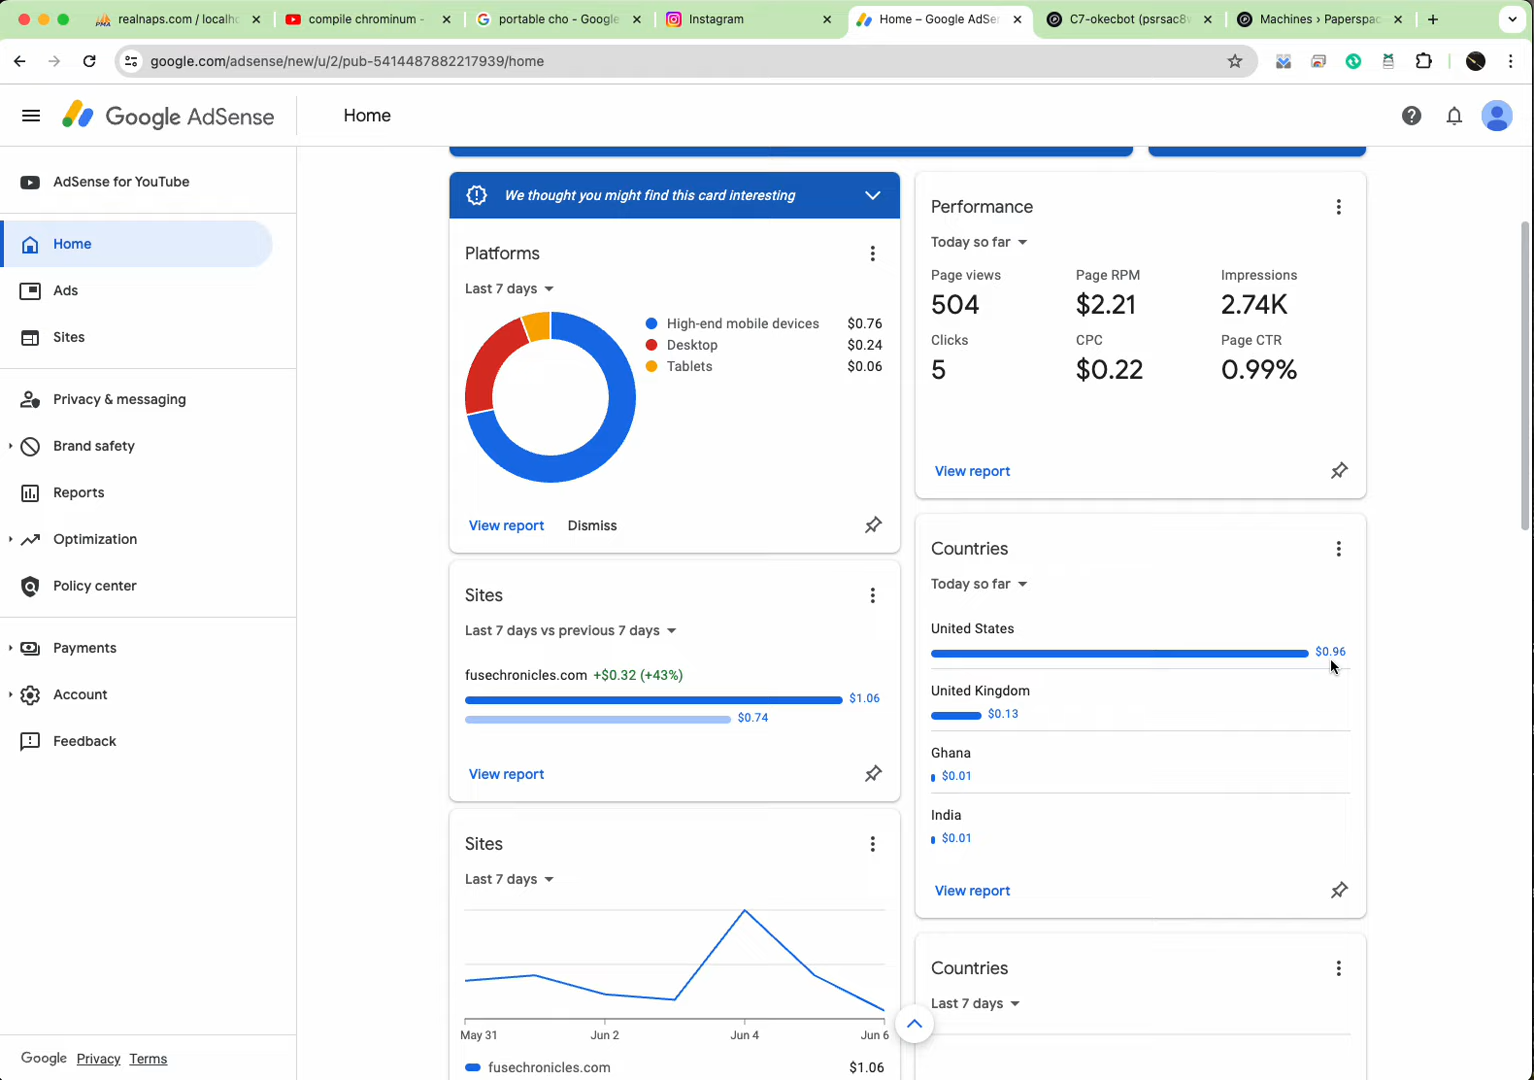 realnaps.com / localh
compile chrominum -
portable cho - Google
Instagram
Home – Google AdSe
C7-okecbot (psrsac8v
Machines › Paperspac
google.com/adsense/new/u/2/pub-5414487882217939/home
Google AdSense
Home
AdSense for YouTube
Home
Ads
Sites
Privacy & messaging
Brand safety
Reports
Optimization
Policy center
Payments
Account
Feedback
Google Privacy Terms
We thought you might find this card interesting
Platforms
Last 7 days
High-end mobile devices $0.76
Desktop $0.24
Tablets $0.06
View report Dismiss
Sites
Last 7 days vs previous 7 days
fusechronicles.com +$0.32 (+43%)
$1.06
$0.74
View report
Sites
Last 7 days
May 31 Jun 2 Jun 4 Jun 6
fusechronicles.com $1.06
Performance
Today so far
Page views Page RPM Impressions
504 $2.21 2.74K
Clicks CPC Page CTR
5 $0.22 0.99%
View report
Countries
Today so far
United States
$0.96
United Kingdom
$0.13
Ghana
$0.01
India
$0.01
View report
Countries
Last 7 days